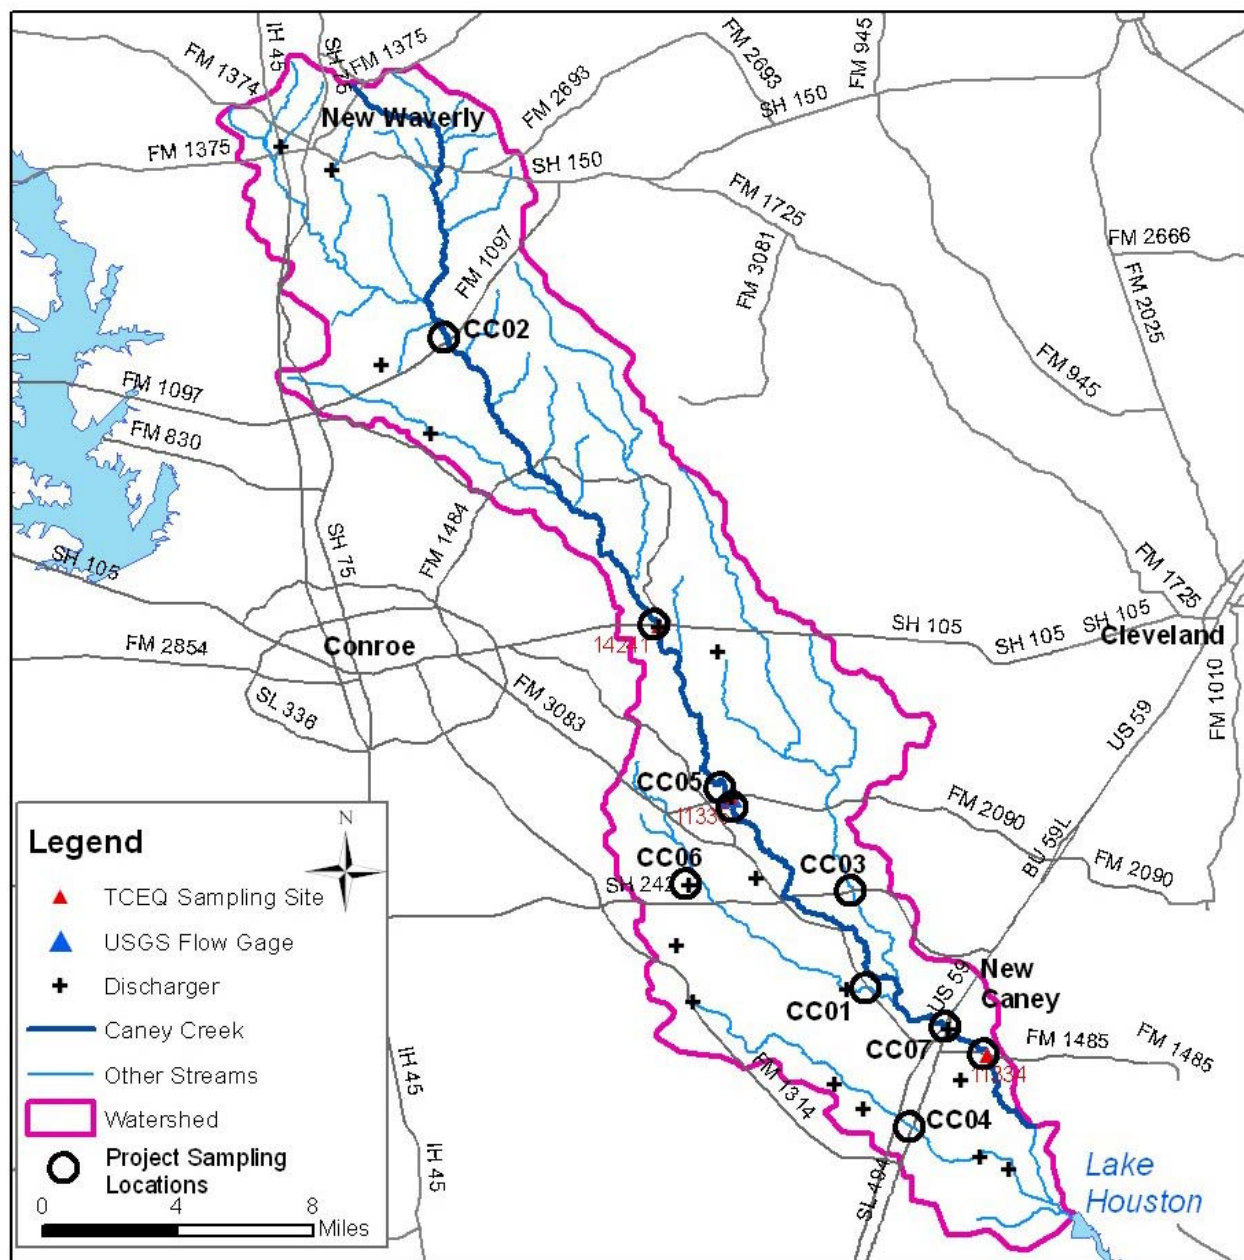 IH 45
FM 1375
FM 2693
FM 945
FM 1374
SH 75
SH 150
New Waverly
FM 2693
FM 1375
SH 150
FM 1725
FM 3081
FM 2666
FM 1097
FM 2025
CC02
FM 945
FM 1097
FM 830
FM 1484
SH 75
SH 105
FM 1725
14241
SH 105
SH 105
SH 105
Cleveland
FM 2854
Conroe
FM 1010
SL 336
FM 3083
US 59
CC05
FM 2090
BU 59L
CC06
CC03
FM 2090
SH 242
New
Caney
US 59
CC01
CC07
FM 1485
FM 1485
11334
FM 1314
CC04
SL 494
Lake
Houston
IH 45
IH 45
N
Legend
TCEQ Sampling Site
USGS Flow Gage
Discharger
Caney Creek
Other Streams
Watershed
Project Sampling
Locations
0 4 8
Miles